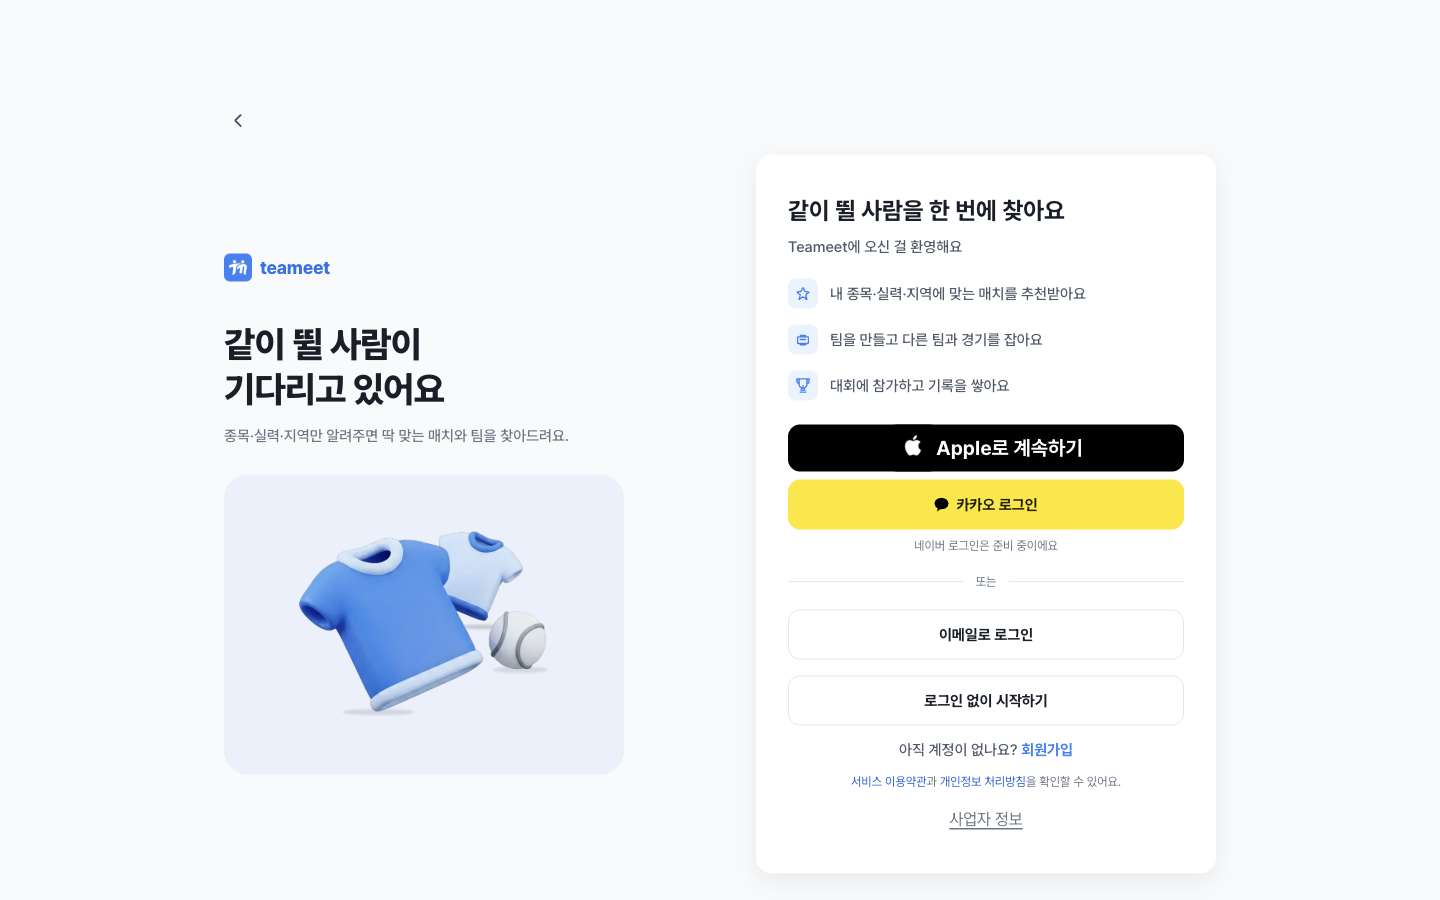 teameet
같이 뛸 사람이
기다리고 있어요
종목·실력·지역만 알려주면 딱 맞는 매치와 팀을 찾아드려요.
같이 뛸 사람을 한 번에 찾아요
Teameet에 오신 걸 환영해요
내 종목·실력·지역에 맞는 매치를 추천받아요
팀을 만들고 다른 팀과 경기를 잡아요
대회에 참가하고 기록을 쌓아요
Apple로 계속하기
카카오 로그인
네이버 로그인은 준비 중이에요
또는
이메일로 로그인
로그인 없이 시작하기
아직 계정이 없나요? 회원가입
서비스 이용약관과 개인정보 처리방침을 확인할 수 있어요.
사업자 정보